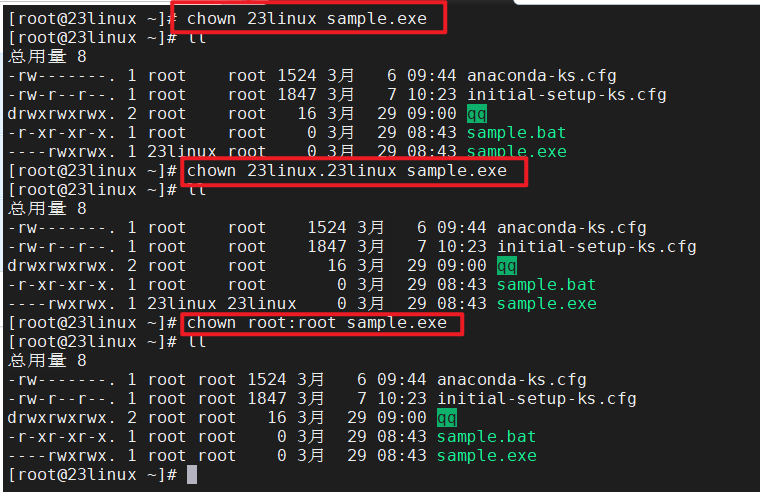 [root@23linux ~]# chown 23linux sample.exe
[root@23linux ~]# ll
总用量 8
-rw-------. 1 root    root 1524 3月   6 09:44 anaconda-ks.cfg
-rw-r--r--. 1 root    root 1847 3月   7 10:23 initial-setup-ks.cfg
drwxrwxrwx. 2 root    root   16 3月  29 09:00 qq
-r-xr-xr-x. 1 root    root    0 3月  29 08:43 sample.bat
----rwxrwx. 1 23linux root    0 3月  29 08:43 sample.exe
[root@23linux ~]# chown 23linux.23linux sample.exe
[root@23linux ~]# ll
总用量 8
-rw-------. 1 root    root    1524 3月   6 09:44 anaconda-ks.cfg
-rw-r--r--. 1 root    root    1847 3月   7 10:23 initial-setup-ks.cfg
drwxrwxrwx. 2 root    root      16 3月  29 09:00 qq
-r-xr-xr-x. 1 root    root       0 3月  29 08:43 sample.bat
----rwxrwx. 1 23linux 23linux    0 3月  29 08:43 sample.exe
[root@23linux ~]# chown root:root sample.exe
[root@23linux ~]# ll
总用量 8
-rw-------. 1 root root 1524 3月   6 09:44 anaconda-ks.cfg
-rw-r--r--. 1 root root 1847 3月   7 10:23 initial-setup-ks.cfg
drwxrwxrwx. 2 root root   16 3月  29 09:00 qq
-r-xr-xr-x. 1 root root    0 3月  29 08:43 sample.bat
----rwxrwx. 1 root root    0 3月  29 08:43 sample.exe
[root@23linux ~]#